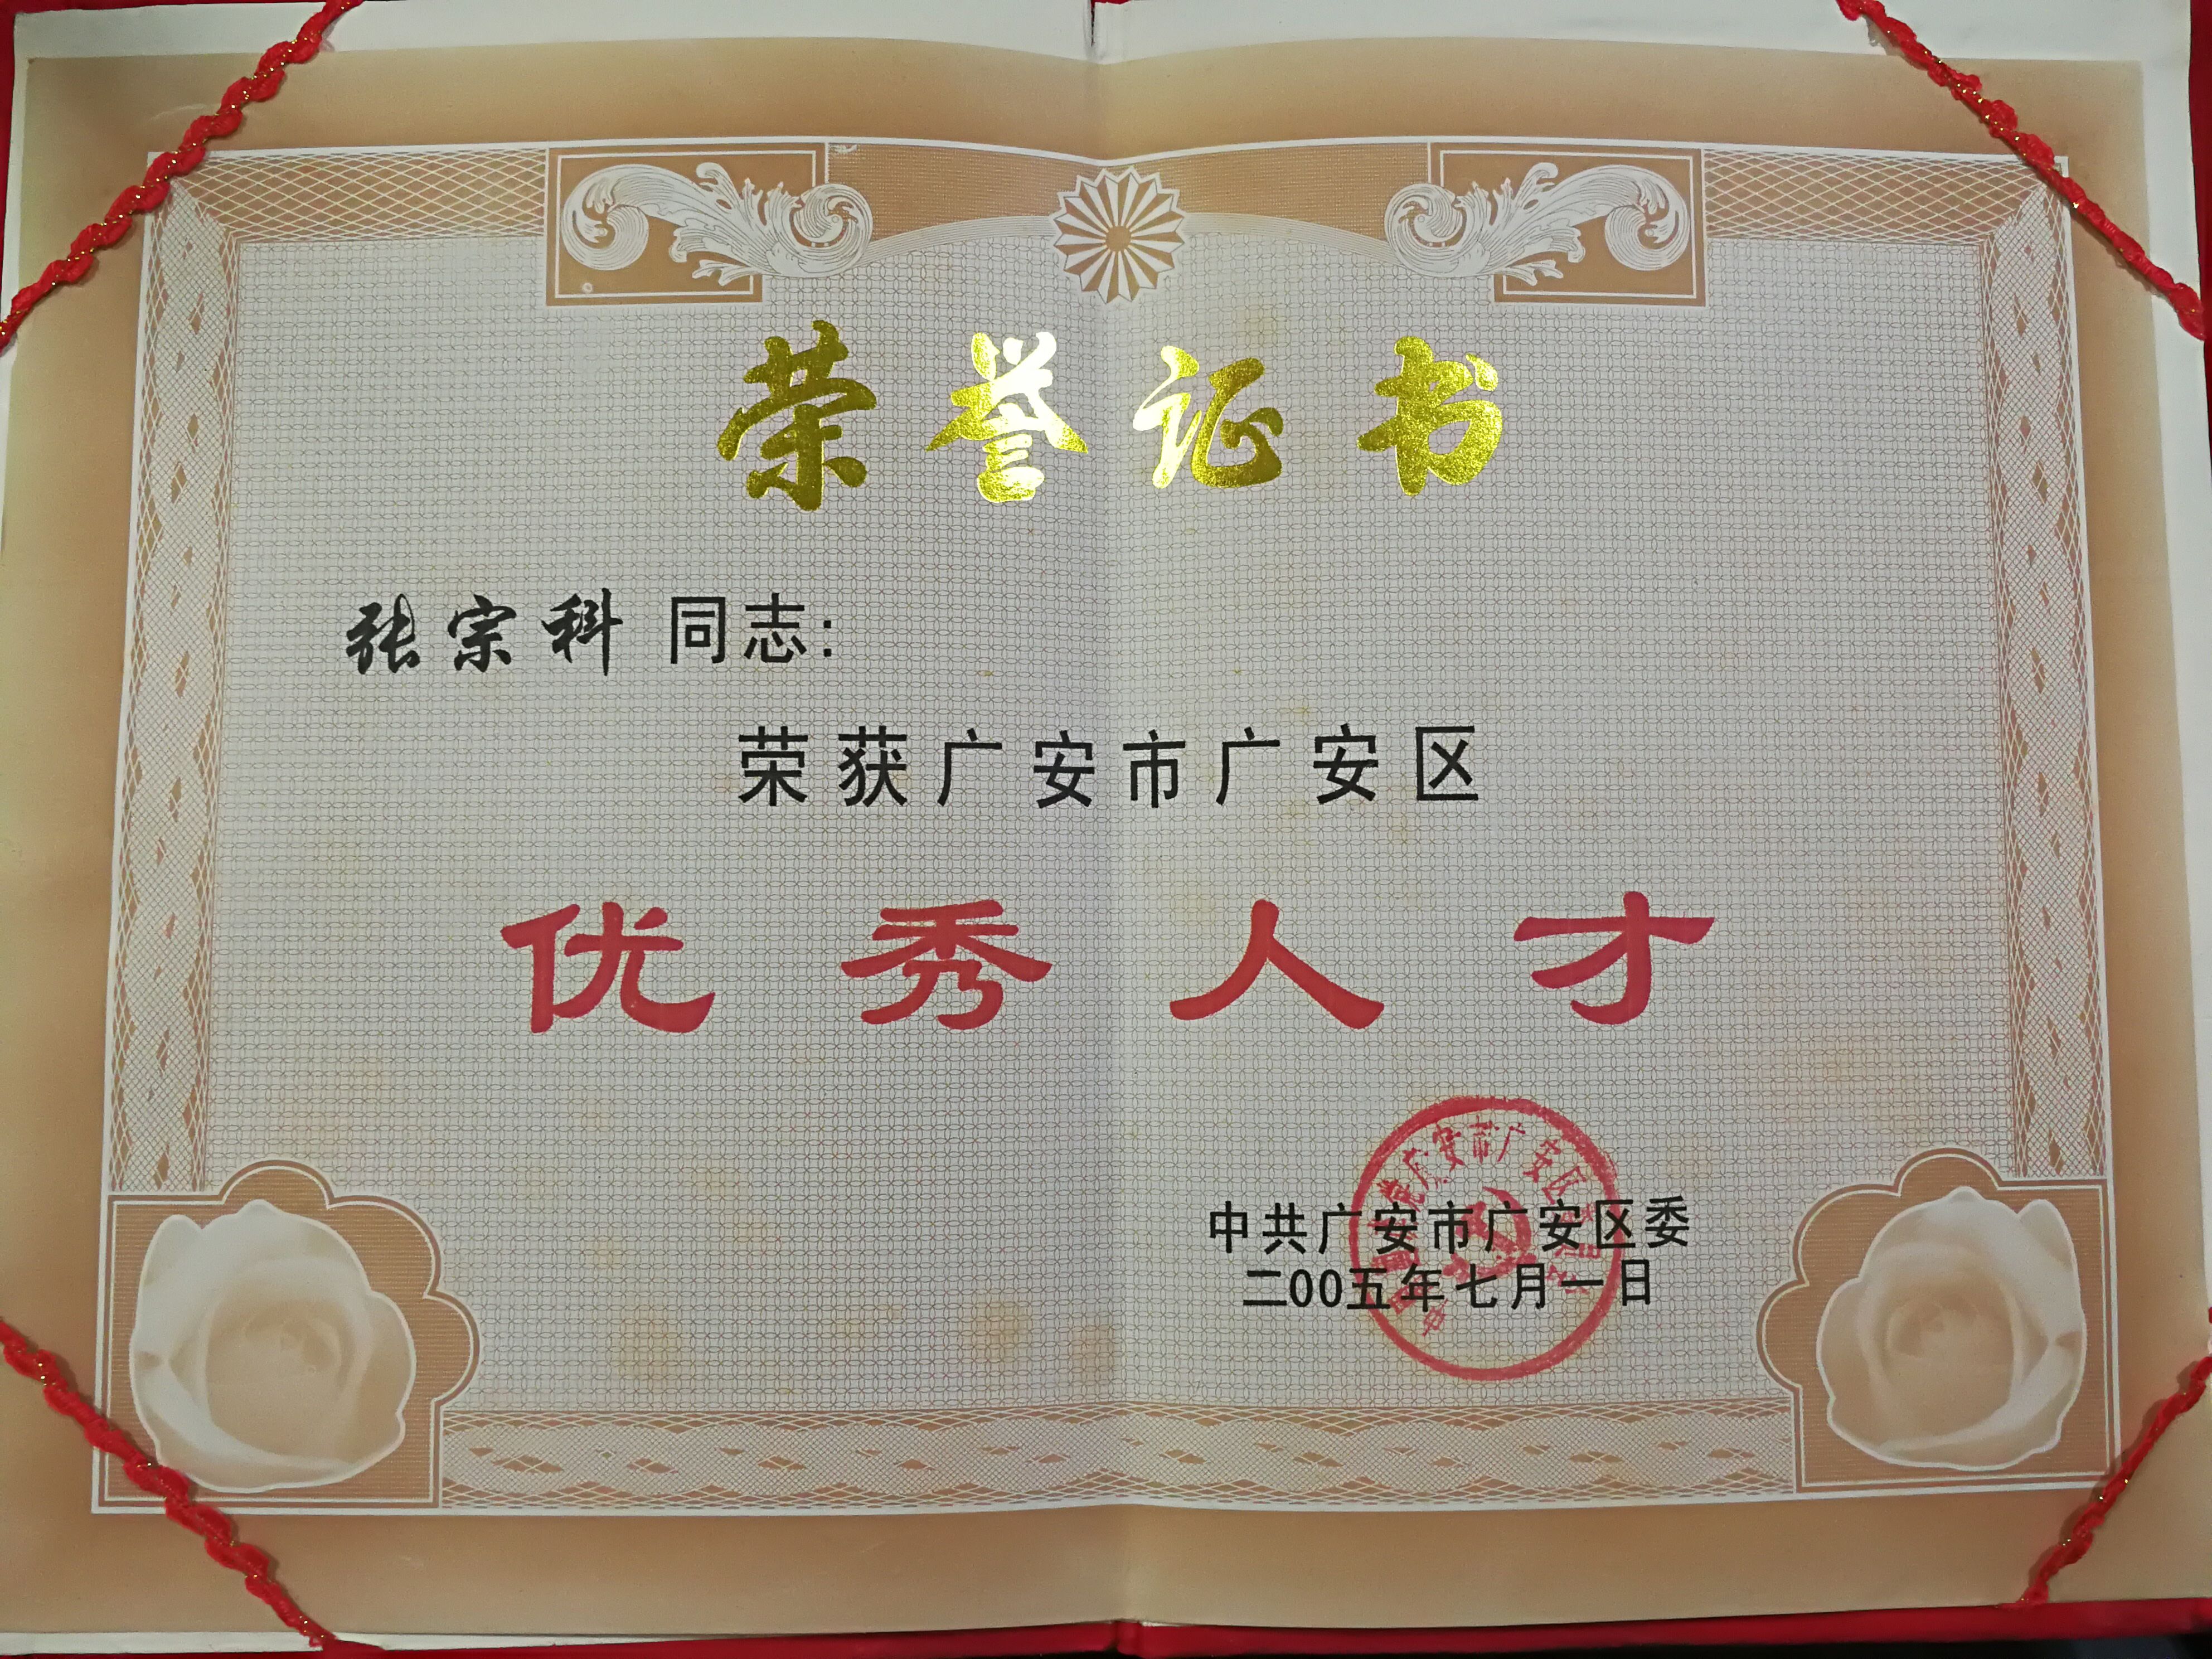 荣誉证书
张宗科 同志:
荣获广安市广安区
优秀人才
中共广安市广安区委
二00五年七月一日